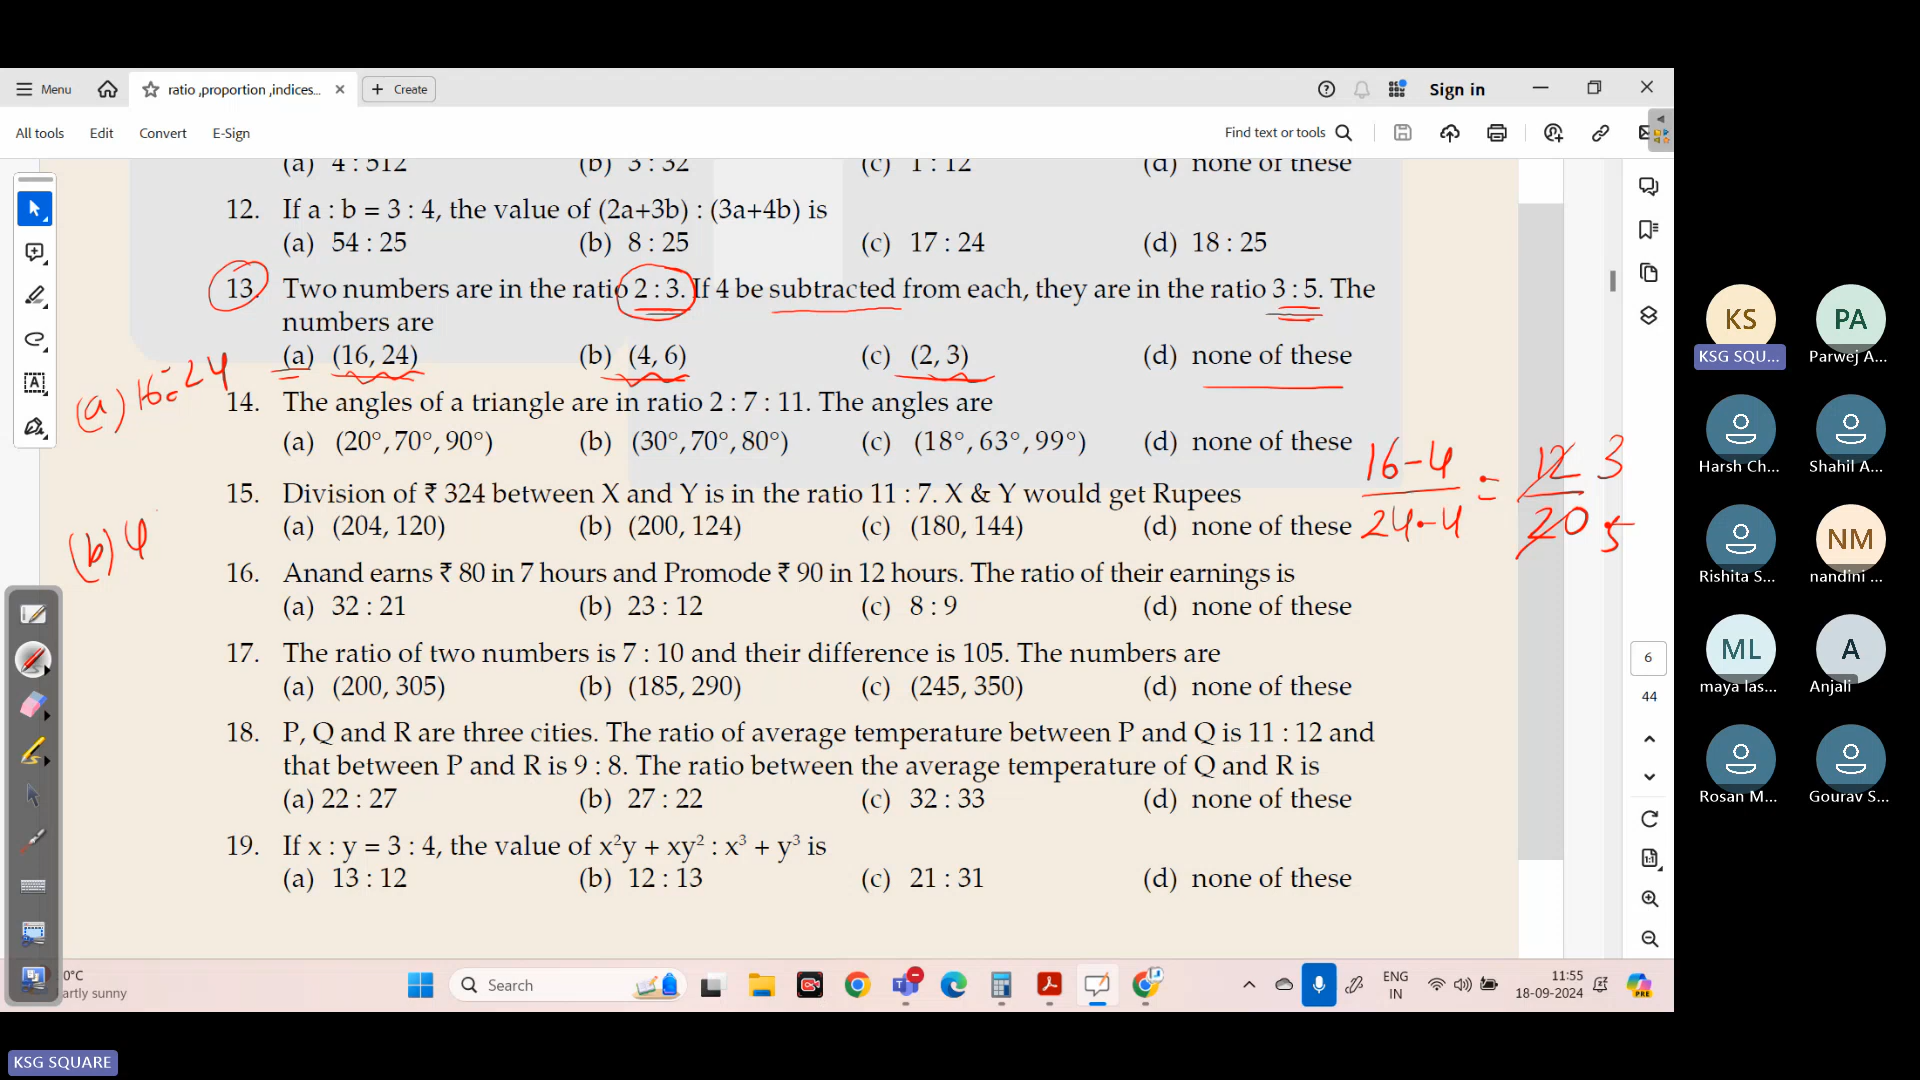 Menu
ratio ,proportion ,indices...
Create
Sign in
All tools
Edit
Convert
E-Sign
Find text or tools
(a) 4 : 512 (b) 3 : 32 (c) 1 : 12 (d) none of these
12. If a : b = 3 : 4, the value of (2a+3b) : (3a+4b) is
(a) 54 : 25 (b) 8 : 25 (c) 17 : 24 (d) 18 : 25
13. Two numbers are in the ratio 2 : 3. If 4 be subtracted from each, they are in the ratio 3 : 5. The
numbers are
(a) (16, 24) (b) (4, 6) (c) (2, 3) (d) none of these
(a) 16 : 24
14. The angles of a triangle are in ratio 2 : 7 : 11. The angles are
(a) (20°, 70°, 90°) (b) (30°, 70°, 80°) (c) (18°, 63°, 99°) (d) none of these
16-4 = 12 3
24-4 20 5
15. Division of ₹ 324 between X and Y is in the ratio 11 : 7. X & Y would get Rupees
(a) (204, 120) (b) (200, 124) (c) (180, 144) (d) none of these
(b) 4
16. Anand earns ₹ 80 in 7 hours and Promode ₹ 90 in 12 hours. The ratio of their earnings is
(a) 32 : 21 (b) 23 : 12 (c) 8 : 9 (d) none of these
17. The ratio of two numbers is 7 : 10 and their difference is 105. The numbers are
(a) (200, 305) (b) (185, 290) (c) (245, 350) (d) none of these
18. P, Q and R are three cities. The ratio of average temperature between P and Q is 11 : 12 and
that between P and R is 9 : 8. The ratio between the average temperature of Q and R is
(a) 22 : 27 (b) 27 : 22 (c) 32 : 33 (d) none of these
19. If x : y = 3 : 4, the value of x²y + xy² : x³ + y³ is
(a) 13 : 12 (b) 12 : 13 (c) 21 : 31 (d) none of these
6
44
KS
KSG SQU...
PA
Parwej A...
Harsh Ch...
Shahil A...
Rishita S...
NM
nandini ...
ML
maya las...
A
Anjali
Rosan M...
Gourav S...
0°C
artly sunny
Search
ENG
IN
11:55
18-09-2024
PRE
KSG SQUARE